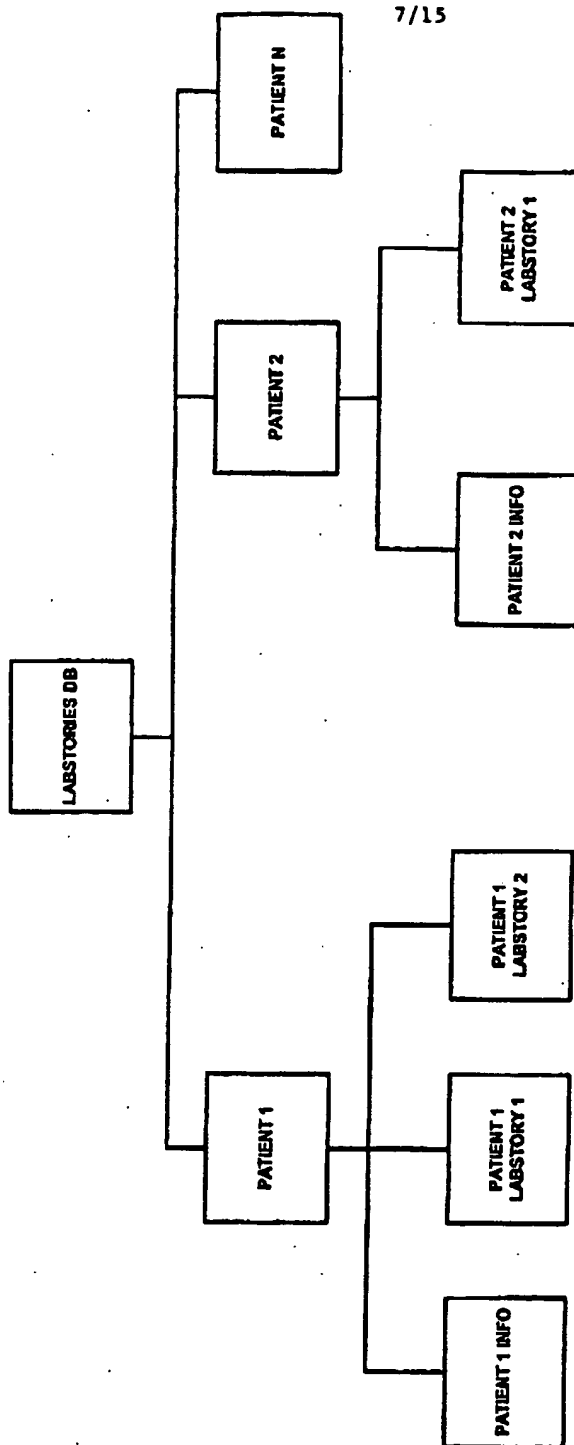 7/15
LABSTORIES DB
PATIENT 1
PATIENT 2
PATIENT N
PATIENT 1 INFO
PATIENT 1
LABSTORY 1
PATIENT 1
LABSTORY 2
PATIENT 2 INFO
PATIENT 2
LABSTORY 1